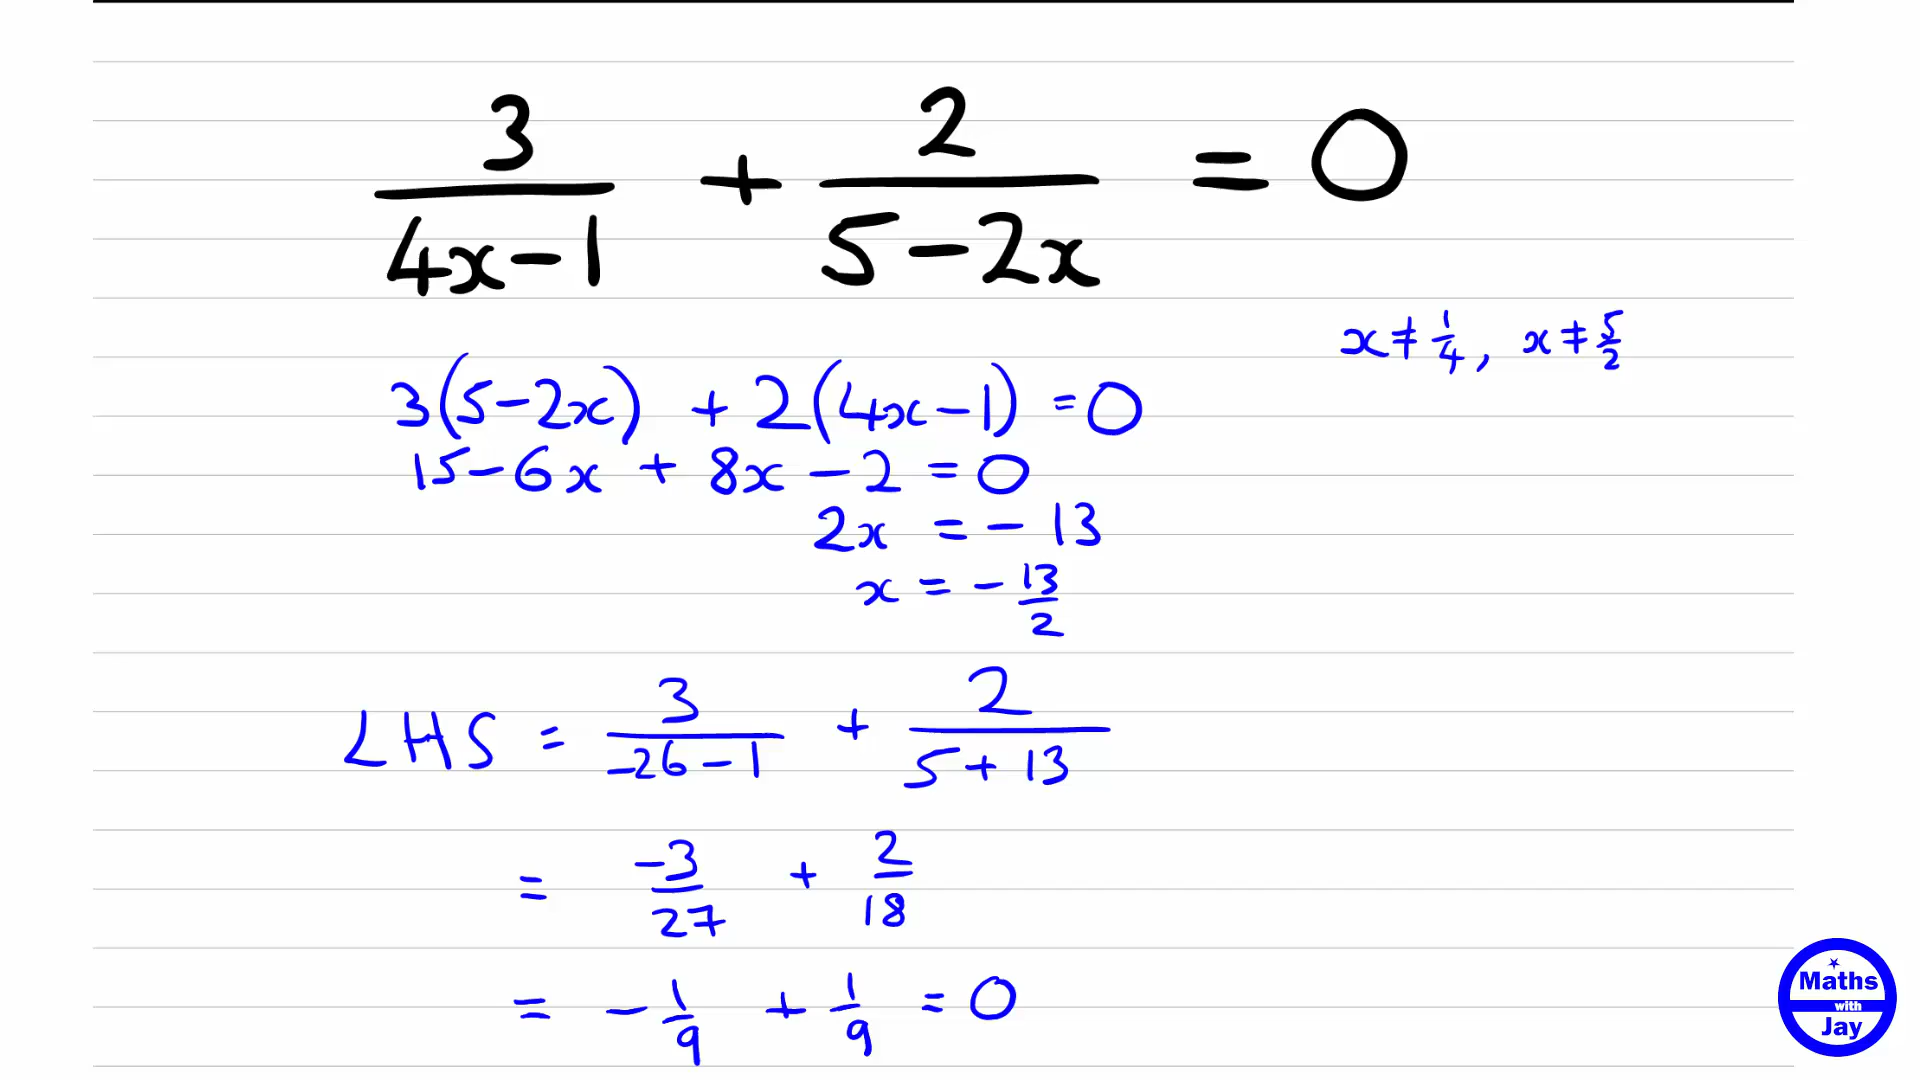 3/(4x-1) + 2/(5-2x) = 0
x ≠ 1/4, x ≠ 5/2
3(5-2x) + 2(4x-1) = 0
15-6x + 8x - 2 = 0
2x = -13
x = -13/2
LHS = 3/(-26-1) + 2/(5+13)
= -3/27 + 2/18
= -1/9 + 1/9 = 0
Maths
with
Jay